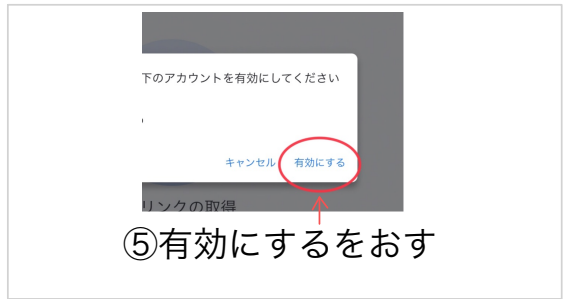 下のアカウントを有効にしてください
。
キャンセル 有効にする
リンクの取得
⑤有効にするをおす